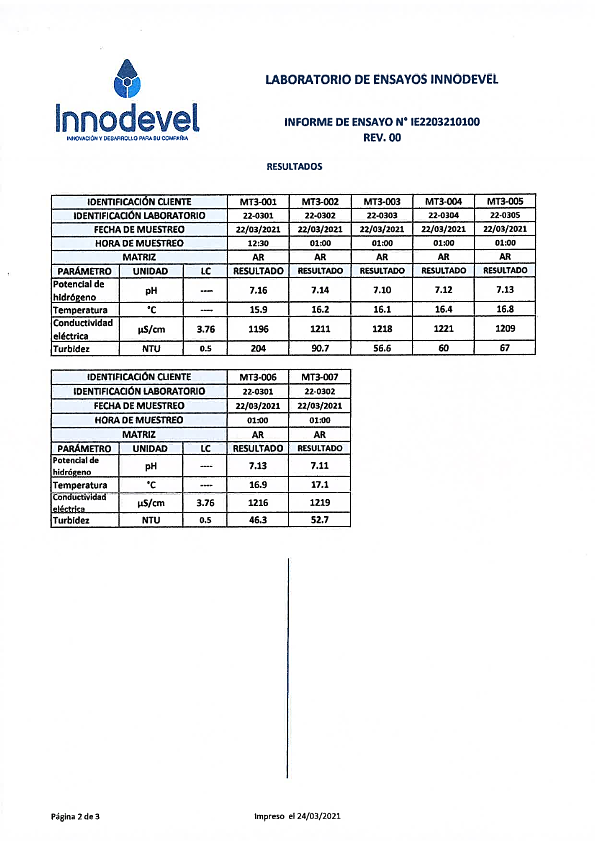 Innodevel
INNOVACIÓN Y DESARROLLO PARA SU COMPAÑIA
LABORATORIO DE ENSAYOS INNODEVEL
INFORME DE ENSAYO N° IE2203210100
REV. 00
RESULTADOS
IDENTIFICACIÓN CLIENTE MT3-001 MT3-002 MT3-003 MT3-004 MT3-005
IDENTIFICACIÓN LABORATORIO 22-0301 22-0302 22-0303 22-0304 22-0305
FECHA DE MUESTREO 22/03/2021 22/03/2021 22/03/2021 22/03/2021 22/03/2021
HORA DE MUESTREO 12:30 01:00 01:00 01:00 01:00
MATRIZ AR AR AR AR AR
PARÁMETRO UNIDAD LC RESULTADO RESULTADO RESULTADO RESULTADO RESULTADO
Potencial de
hidrógeno pH ---- 7.16 7.14 7.10 7.12 7.13
Temperatura °C ---- 15.9 16.2 16.1 16.4 16.8
Conductividad
eléctrica µS/cm 3.76 1196 1211 1218 1221 1209
Turbidez NTU 0.5 204 90.7 56.6 60 67
IDENTIFICACIÓN CLIENTE MT3-006 MT3-007
IDENTIFICACIÓN LABORATORIO 22-0301 22-0302
FECHA DE MUESTREO 22/03/2021 22/03/2021
HORA DE MUESTREO 01:00 01:00
MATRIZ AR AR
PARÁMETRO UNIDAD LC RESULTADO RESULTADO
Potencial de
hidrógeno pH ---- 7.13 7.11
Temperatura °C ---- 16.9 17.1
Conductividad
eléctrica µS/cm 3.76 1216 1219
Turbidez NTU 0.5 46.3 52.7
Página 2 de 3 Impreso el 24/03/2021